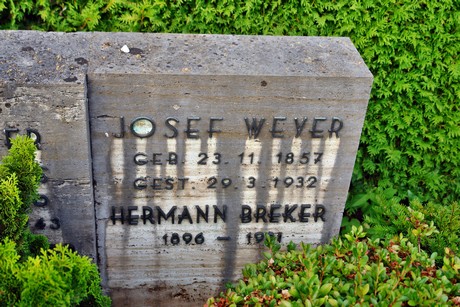 JOSEF WEYER
GEB. 23. 11. 1857
GEST. 29. 3. 1932
HERMANN BREKER
1896 –